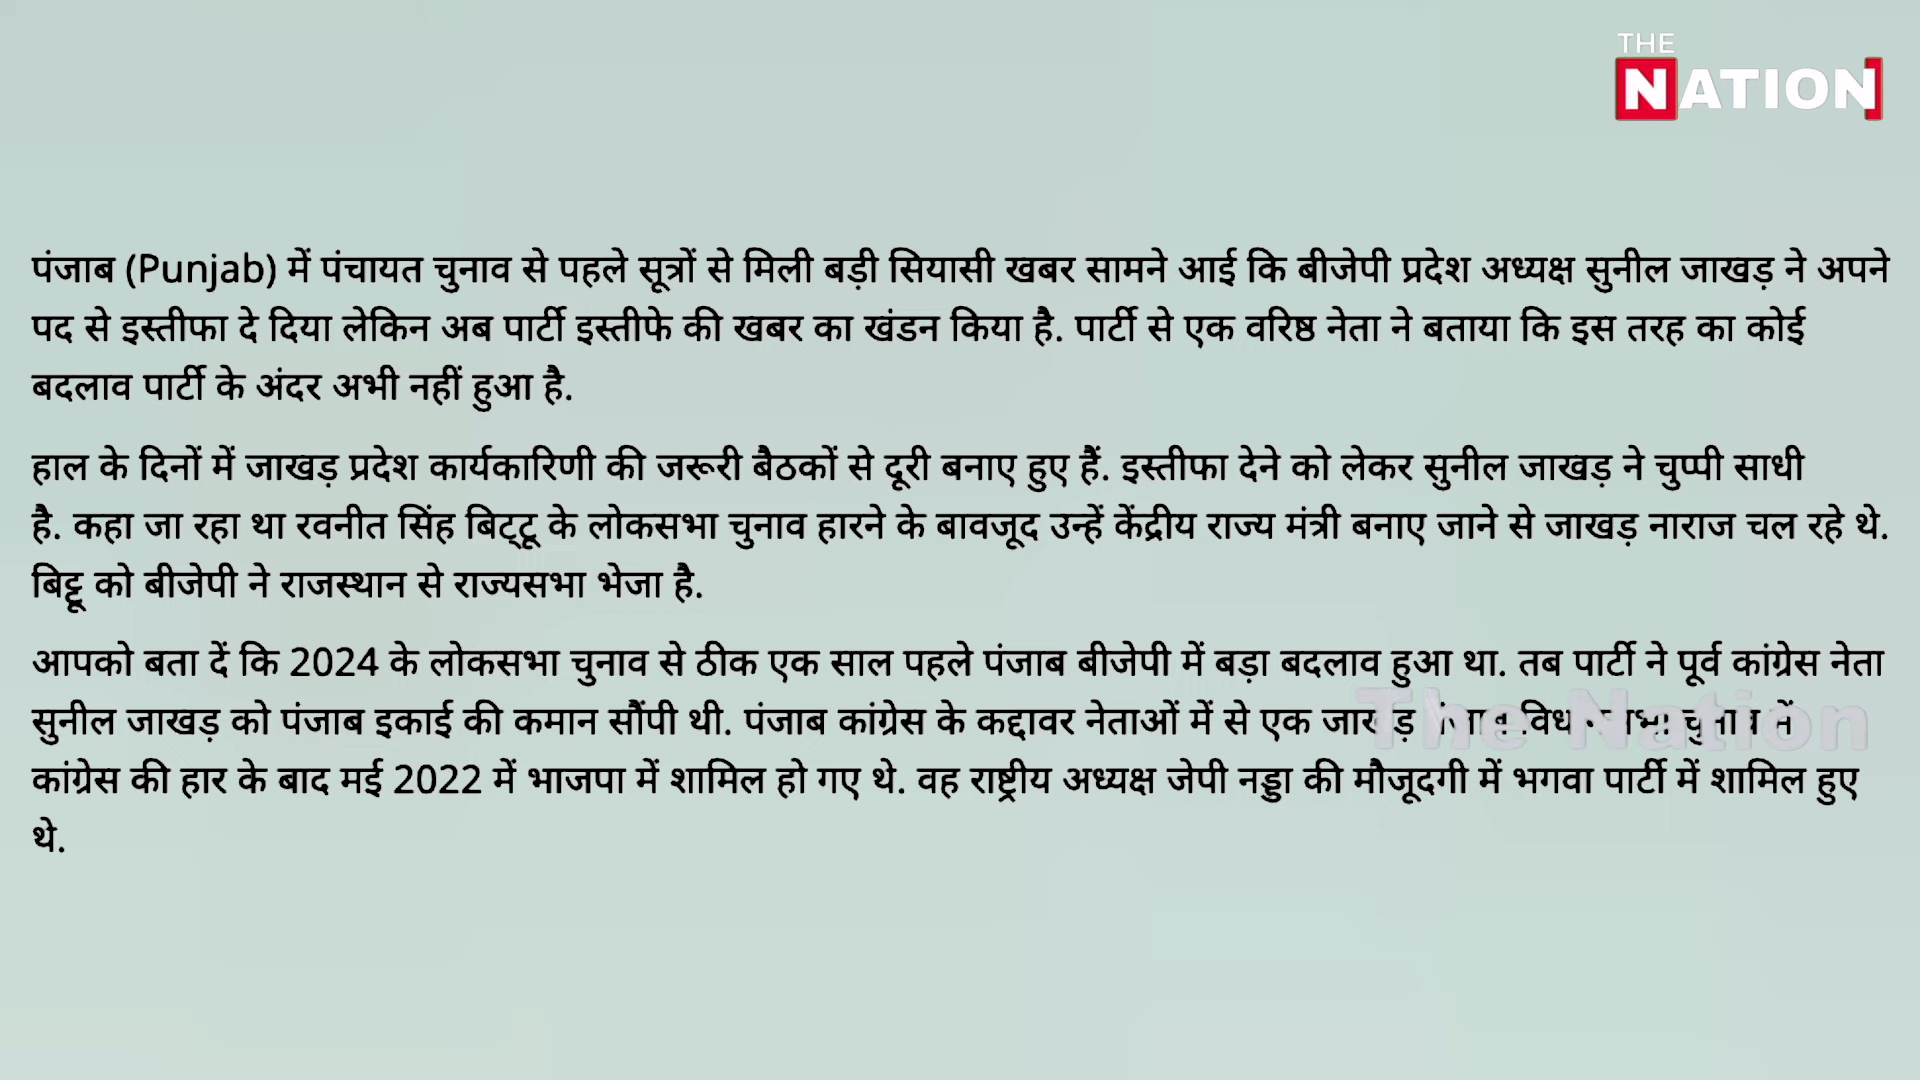 THE
NATION
पंजाब (Punjab) में पंचायत चुनाव से पहले सूत्रों से मिली बड़ी सियासी खबर सामने आई कि बीजेपी प्रदेश अध्यक्ष सुनील जाखड़ ने अपने
पद से इस्तीफा दे दिया लेकिन अब पार्टी इस्तीफे की खबर का खंडन किया है. पार्टी से एक वरिष्ठ नेता ने बताया कि इस तरह का कोई
बदलाव पार्टी के अंदर अभी नहीं हुआ है.
हाल के दिनों में जाखड़ प्रदेश कार्यकारिणी की जरूरी बैठकों से दूरी बनाए हुए हैं. इस्तीफा देने को लेकर सुनील जाखड़ ने चुप्पी साधी
है. कहा जा रहा था रवनीत सिंह बिट्‌टू के लोकसभा चुनाव हारने के बावजूद उन्हें केंद्रीय राज्य मंत्री बनाए जाने से जाखड़ नाराज चल रहे थे.
बिट्टू को बीजेपी ने राजस्थान से राज्यसभा भेजा है.
आपको बता दें कि 2024 के लोकसभा चुनाव से ठीक एक साल पहले पंजाब बीजेपी में बड़ा बदलाव हुआ था. तब पार्टी ने पूर्व कांग्रेस नेता
सुनील जाखड़ को पंजाब इकाई की कमान सौंपी थी. पंजाब कांग्रेस के कद्दावर नेताओं में से एक जाखड़ पंजाब विधानसभा चुनाव में
The Nation
कांग्रेस की हार के बाद मई 2022 में भाजपा में शामिल हो गए थे. वह राष्ट्रीय अध्यक्ष जेपी नड्डा की मौजूदगी में भगवा पार्टी में शामिल हुए
थे.